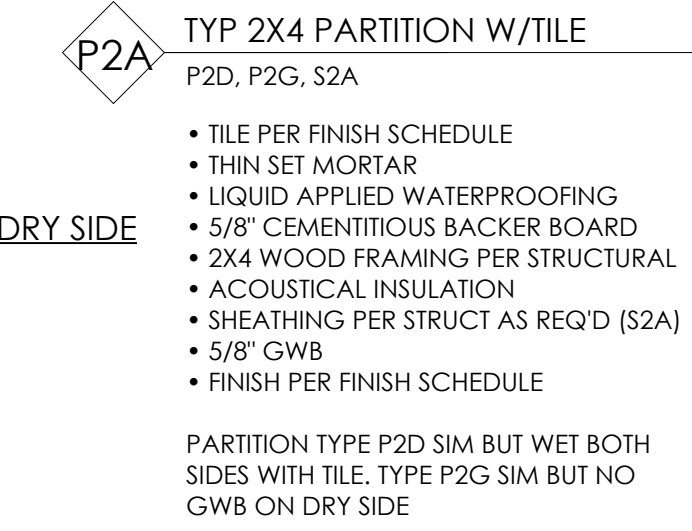 P2A
TYP 2X4 PARTITION W/TILE
P2D, P2G, S2A
• TILE PER FINISH SCHEDULE
• THIN SET MORTAR
• LIQUID APPLIED WATERPROOFING
DRY SIDE
• 5/8" CEMENTITIOUS BACKER BOARD
• 2X4 WOOD FRAMING PER STRUCTURAL
• ACOUSTICAL INSULATION
• SHEATHING PER STRUCT AS REQ'D (S2A)
• 5/8" GWB
• FINISH PER FINISH SCHEDULE
PARTITION TYPE P2D SIM BUT WET BOTH
SIDES WITH TILE. TYPE P2G SIM BUT NO
GWB ON DRY SIDE